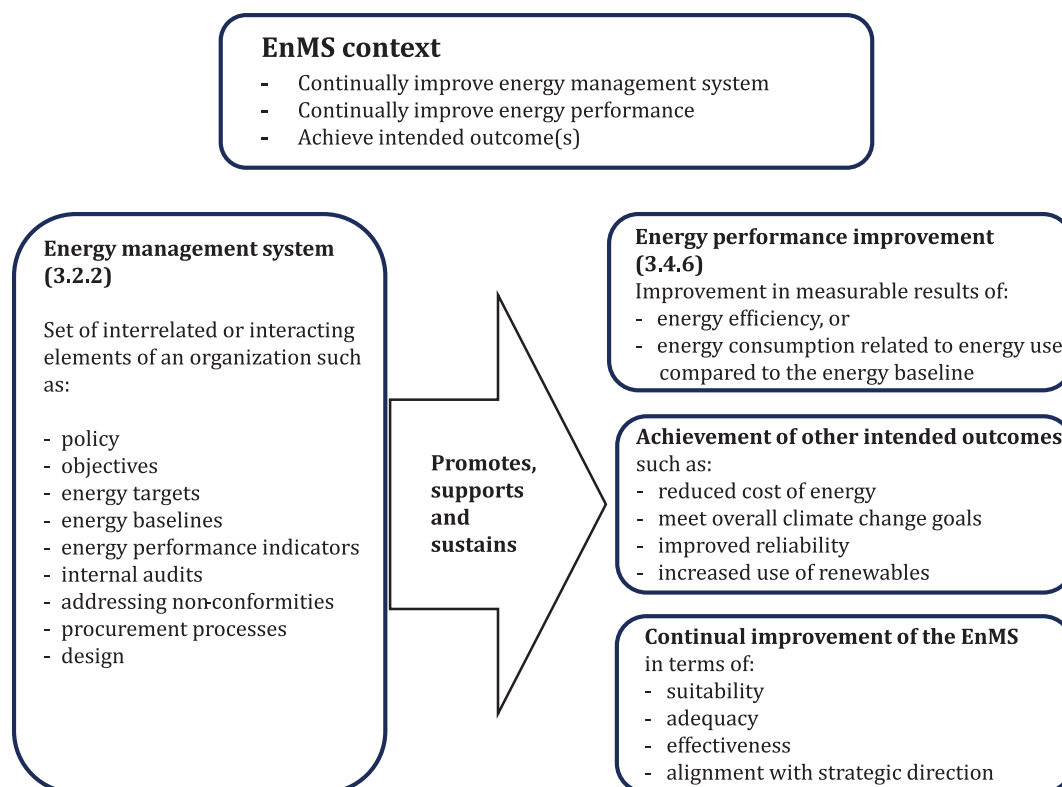 EnMS context
- Continually improve energy management system
- Continually improve energy performance
- Achieve intended outcome(s)
Energy management system
(3.2.2)
Set of interrelated or interacting
elements of an organization such
as:
- policy
- objectives
- energy targets
- energy baselines
- energy performance indicators
- internal audits
- addressing non-conformities
- procurement processes
- design
Promotes,
supports
and
sustains
Energy performance improvement
(3.4.6)
Improvement in measurable results of:
- energy efficiency, or
- energy consumption related to energy use
compared to the energy baseline
Achievement of other intended outcomes
such as:
- reduced cost of energy
- meet overall climate change goals
- improved reliability
- increased use of renewables
Continual improvement of the EnMS
in terms of:
- suitability
- adequacy
- effectiveness
- alignment with strategic direction